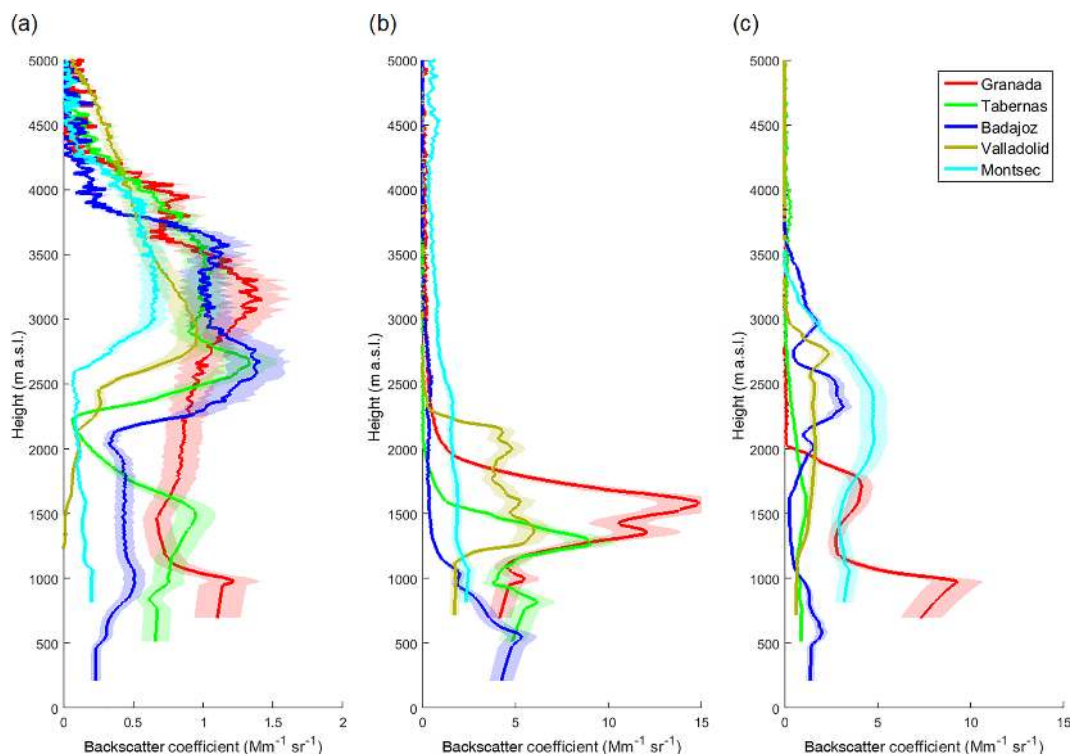 (a)
(b)
(c)
5000
4500
4000
3500
3000
2500
2000
1500
1000
500
0
Height (m a.s.l.)
0 0.5 1 1.5 2
Backscatter coefficient (Mm⁻¹ sr⁻¹)
5000
4500
4000
3500
3000
2500
2000
1500
1000
500
0
Height (m a.s.l.)
0 5 10 15
Backscatter coefficient (Mm⁻¹ sr⁻¹)
5000
4500
4000
3500
3000
2500
2000
1500
1000
500
0
Height (m a.s.l.)
0 5 10 15
Backscatter coefficient (Mm⁻¹ sr⁻¹)
Granada
Tabernas
Badajoz
Valladolid
Montsec